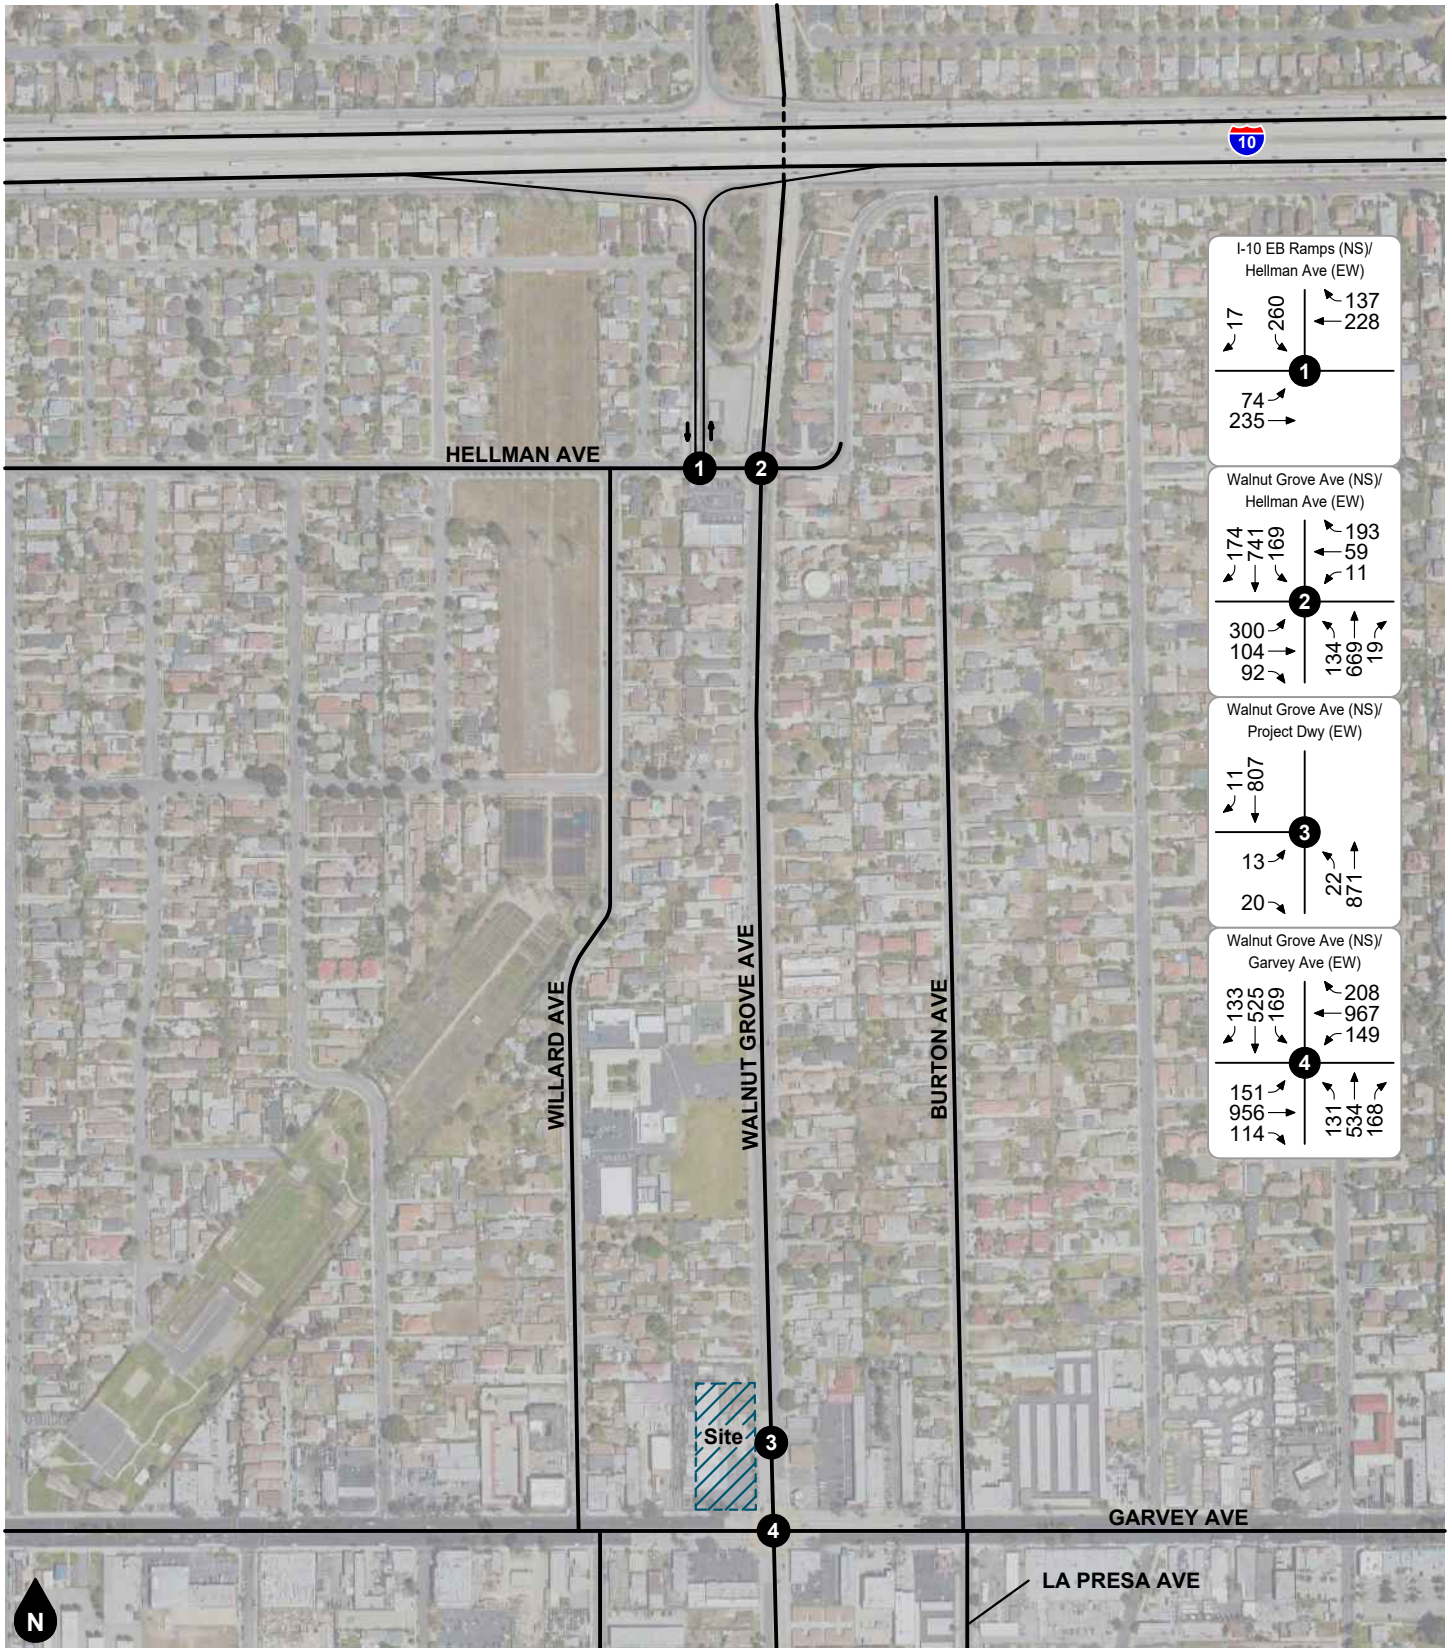 10
I-10 EB Ramps (NS)/
Hellman Ave (EW)
17
260
137
228
1
74
235
HELLMAN AVE
1
2
Walnut Grove Ave (NS)/
Hellman Ave (EW)
174
741
169
193
59
11
2
300
104
92
134
669
19
Walnut Grove Ave (NS)/
Project Dwy (EW)
11
807
3
13
20
22
871
Walnut Grove Ave (NS)/
Garvey Ave (EW)
133
525
169
208
967
149
4
151
956
114
131
534
168
WILLARD AVE
WALNUT GROVE AVE
BURTON AVE
Site
3
4
GARVEY AVE
LA PRESA AVE
N